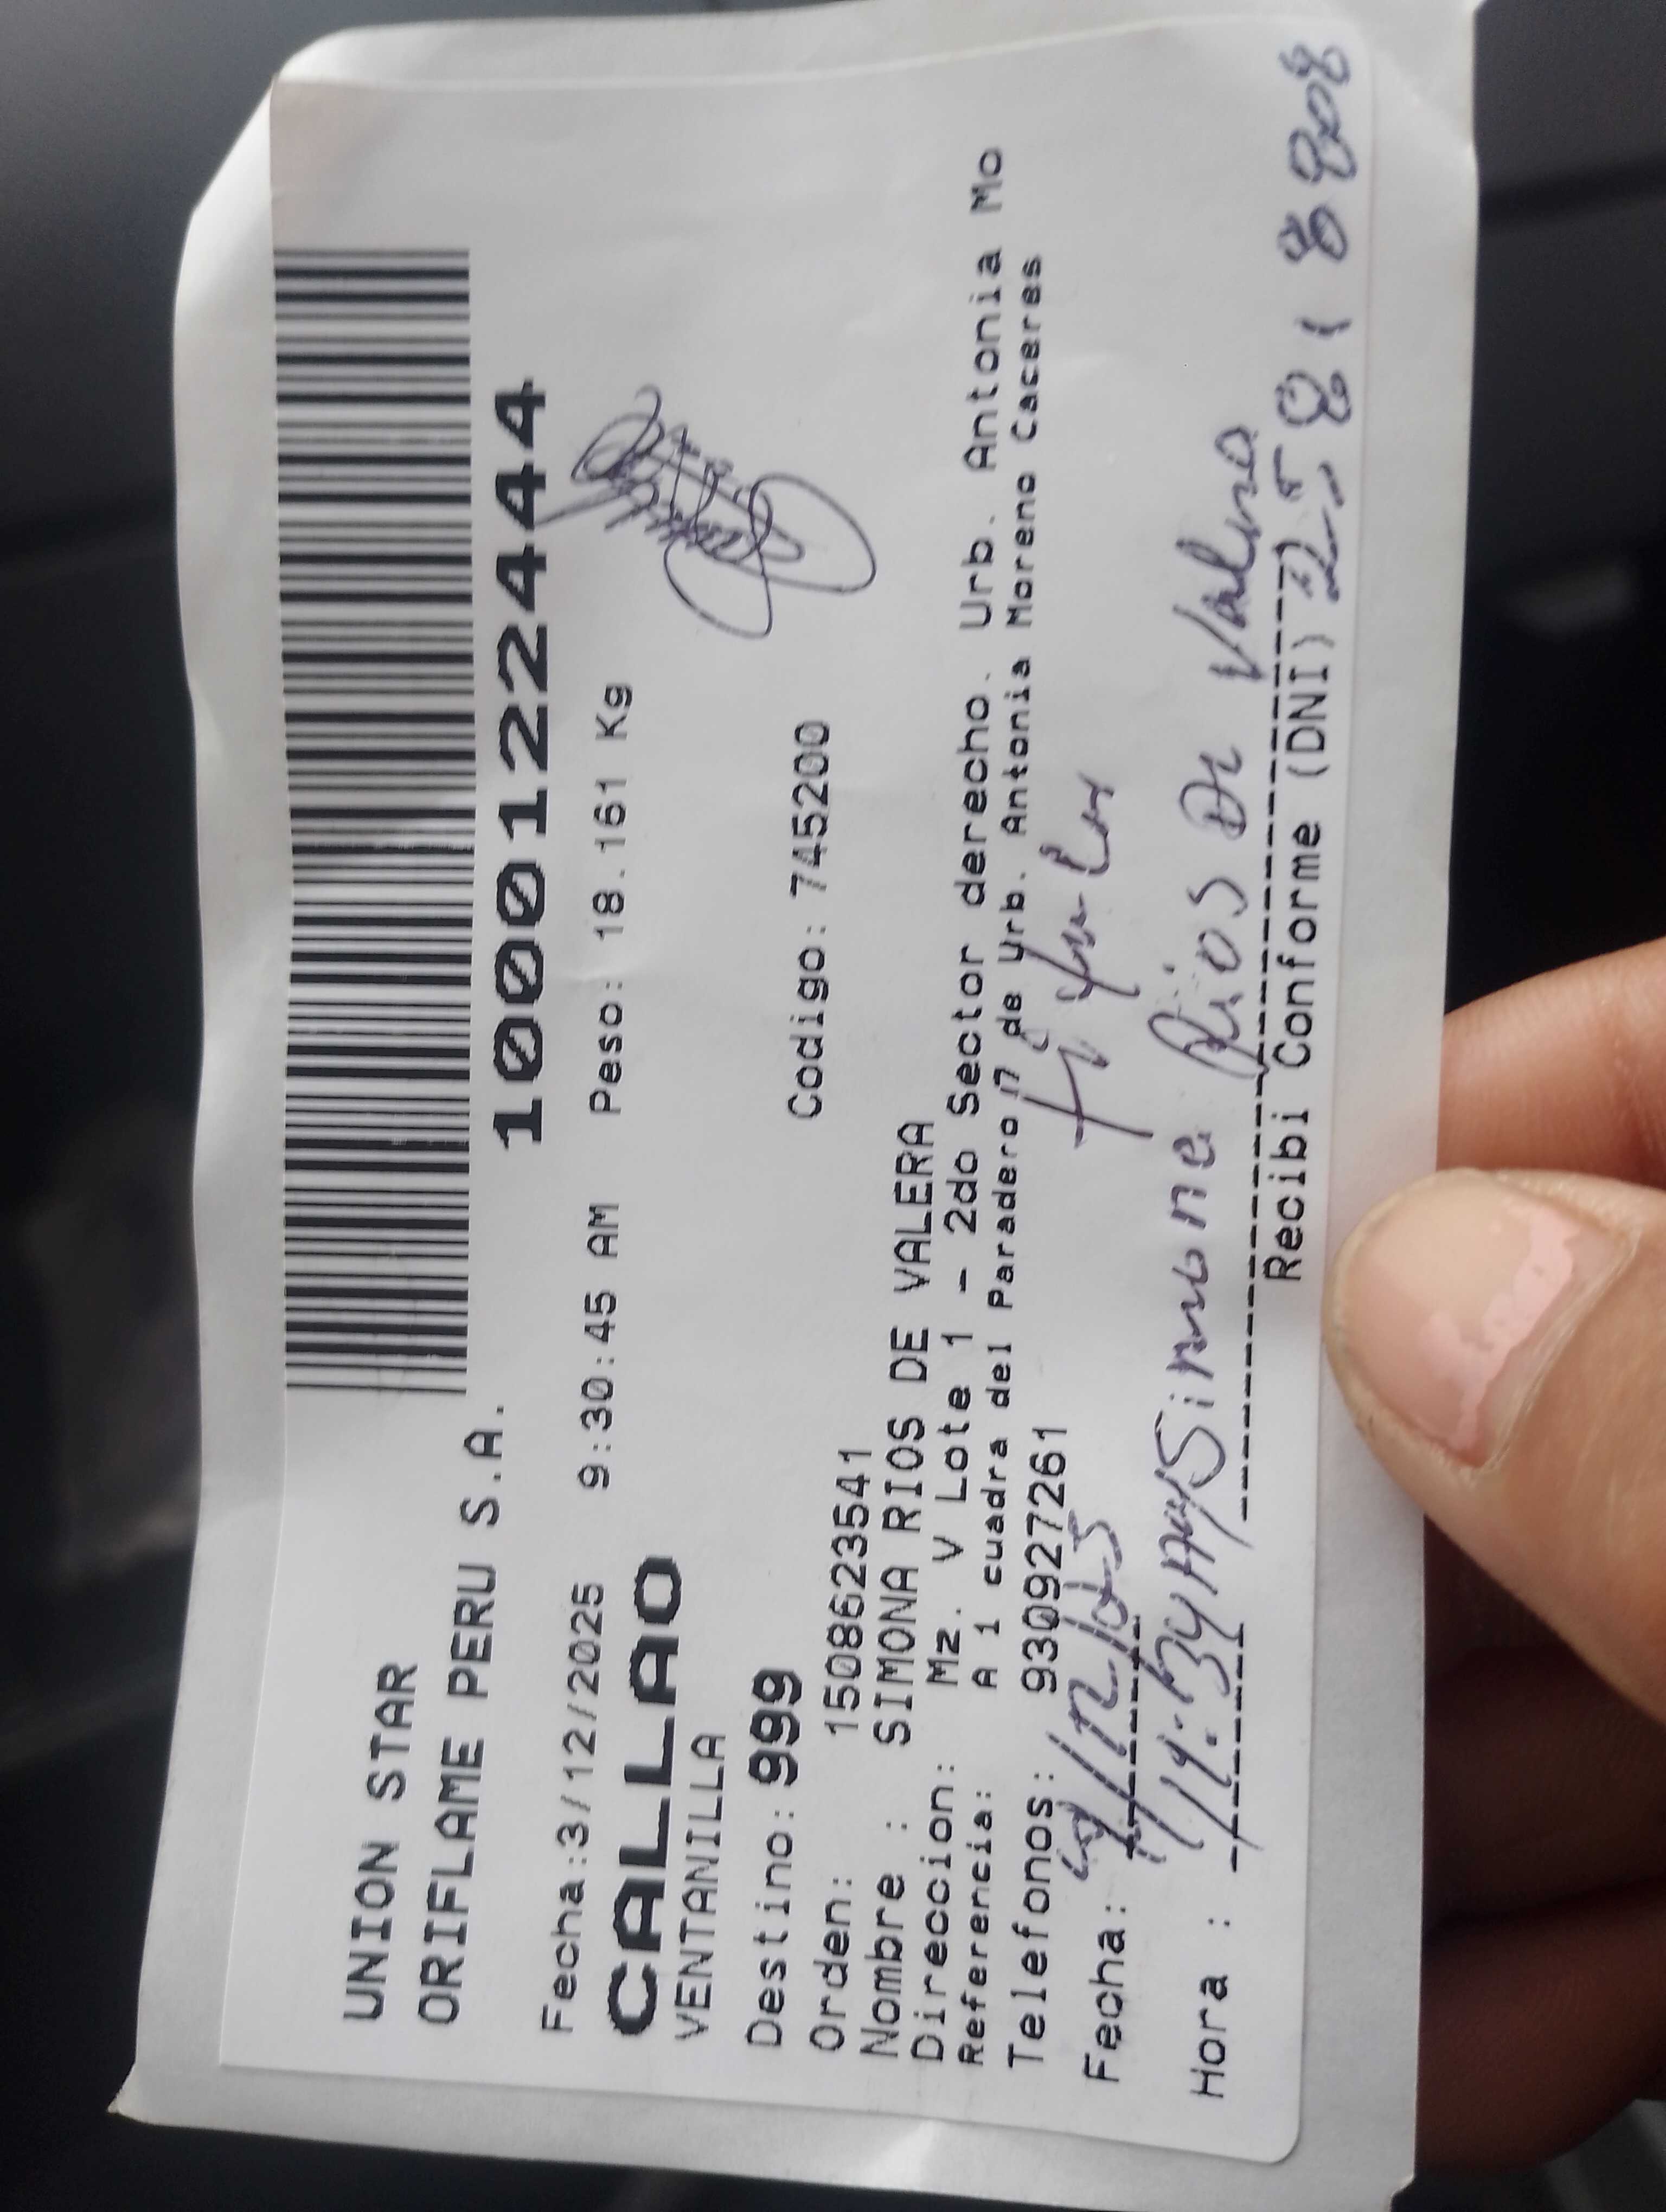 UNION STAR
ORIFLAME PERU S.A.
10001224444
Fecha:3/12/2025 9:30:45 AM Peso: 18.161 Kg
CALLAO
VENTANILLA
Destino: 999 Codigo: 745200
Orden: 1508623541
Nombre : SIMONA RIOS DE VALERA
Direccion: Mz. V Lote 1 - 2do Sector derecho. Urb. Antonia Mo
Referencia: A 1 cuadra del Paradero 17 de Urb. Antonia Moreno Caceres
Telefonos: 930927261
Fecha: /12/25
Hora : Rios De
Recibi Conforme (DNI)